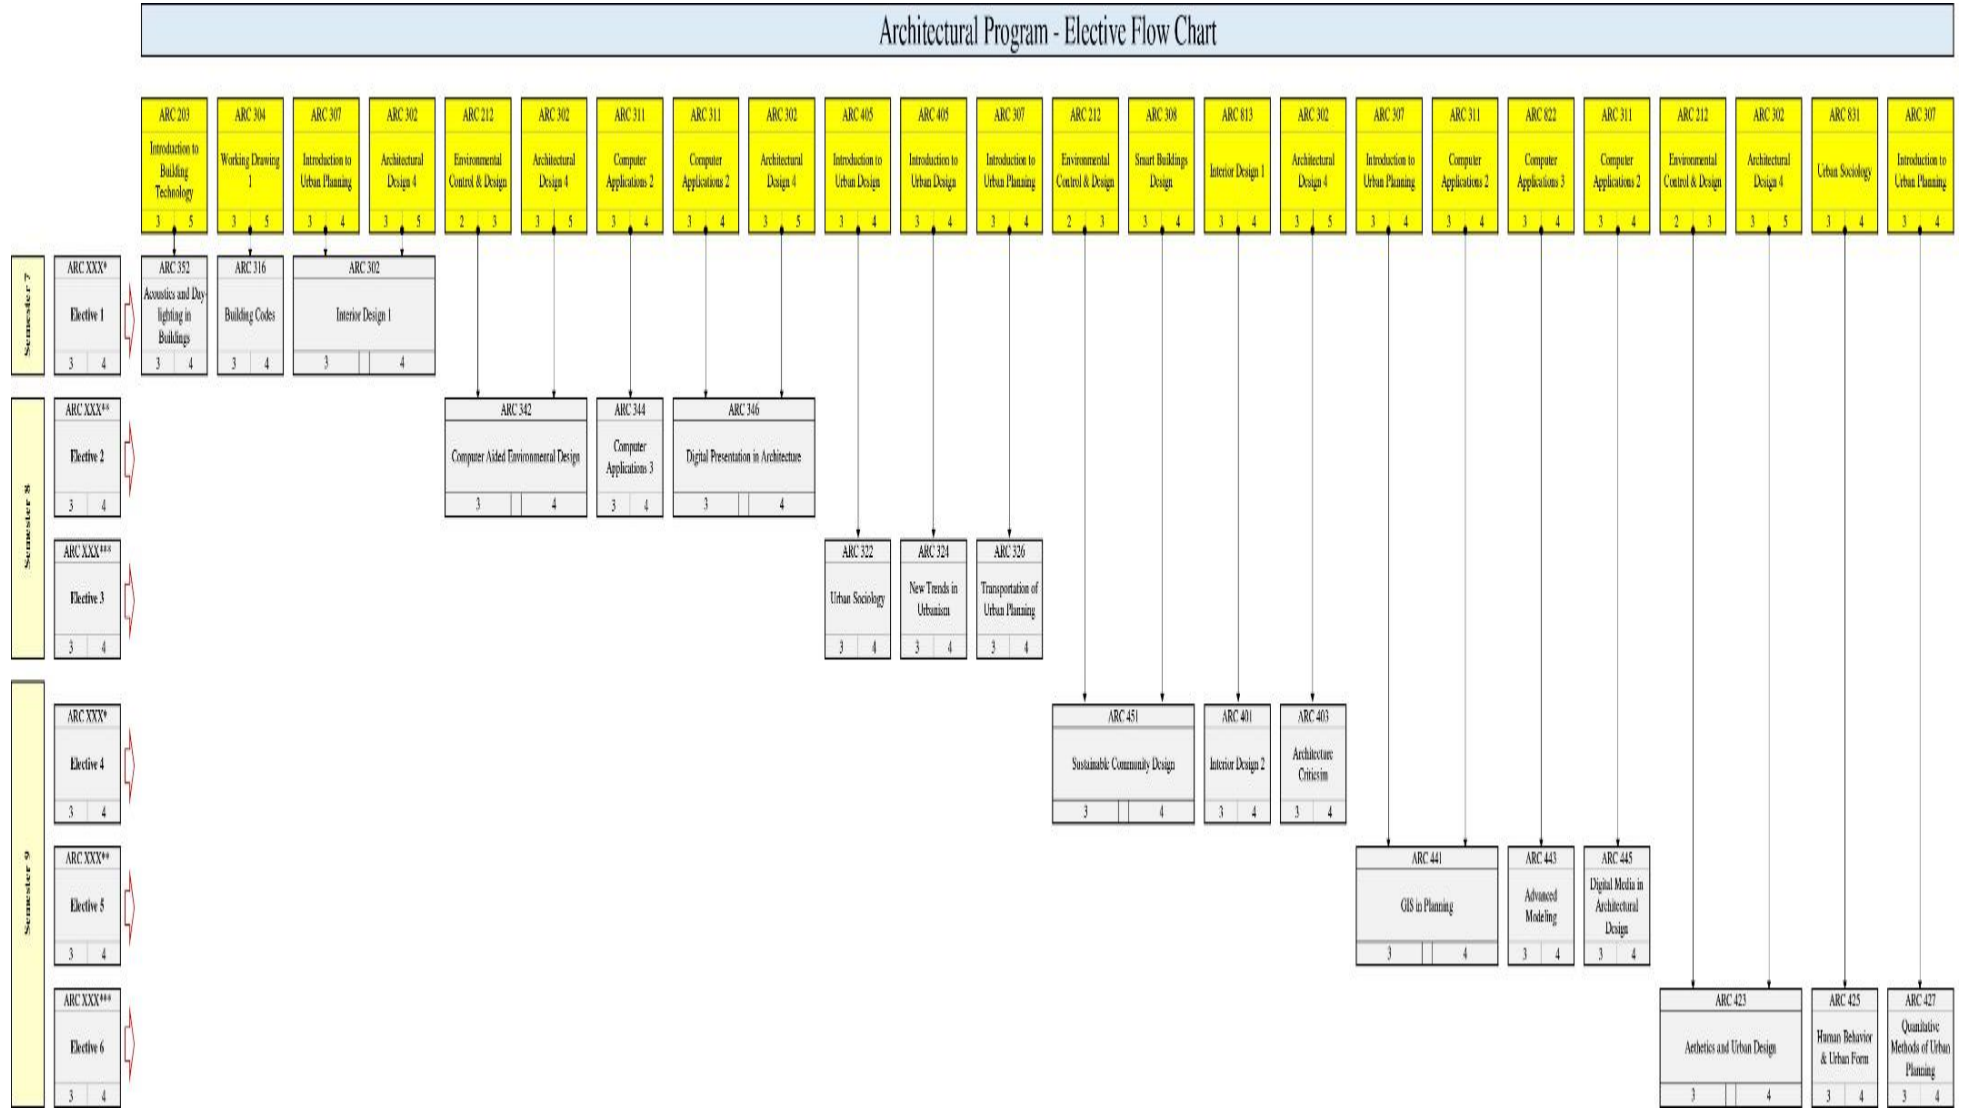 Architectural Program - Elective Flow Chart
ARC 203 ARC 304 ARC 307 ARC 302 ARC 212 ARC 302 ARC 311 ARC 311 ARC 302 ARC 405 ARC 405 ARC 307 ARC 212 ARC 308 ARC 813 ARC 302 ARC 307 ARC 311 ARC 822 ARC 311 ARC 212 ARC 302 ARC 831 ARC 307
Introduction to
Building
Technology
3 5
Working Drawing
1
3 5
Introduction to
Urban Planning
3 4
Architectural
Design 4
3 5
Environmental
Control & Design
2 3
Architectural
Design 4
3 5
Computer
Applications 2
3 4
Computer
Applications 2
3 4
Architectural
Design 4
3 5
Introduction to
Urban Design
3 4
Introduction to
Urban Design
3 4
Introduction to
Urban Planning
3 4
Environmental
Control & Design
2 3
Smart Buildings
Design
3 4
Interior Design 1
3 4
Architectural
Design 4
3 5
Introduction to
Urban Planning
3 4
Computer
Applications 2
3 4
Computer
Applications 3
3 4
Computer
Applications 2
3 4
Environmental
Control & Design
2 3
Architectural
Design 4
3 5
Urban Sociology
3 4
Introduction to
Urban Planning
3 4
Semester 7
ARC XXX*
Elective 1
3 4
ARC 352
Acoustics and Day-
lighting in
Buildings
3 4
ARC 316
Building Codes
3 4
ARC 302
Interior Design 1
3 4
Semester 8
ARC XXX**
Elective 2
3 4
ARC 342
Computer Aided Environmental Design
3 4
ARC 344
Computer
Applications 3
3 4
ARC 346
Digital Presentation in Architecture
3 4
ARC XXX***
Elective 3
3 4
ARC 322
Urban Sociology
3 4
ARC 324
New Trends in
Urbanism
3 4
ARC 326
Transportation of
Urban Planning
3 4
Semester 9
ARC XXX*
Elective 4
3 4
ARC 451
Sustainable Community Design
3 4
ARC 401
Interior Design 2
3 4
ARC 403
Architecture
Critiesim
3 4
ARC XXX**
Elective 5
3 4
ARC 441
GIS in Planning
3 4
ARC 443
Advanced
Modeling
3 4
ARC 445
Digital Media in
Architectural
Design
3 4
ARC XXX***
Elective 6
3 4
ARC 423
Aethetics and Urban Design
3 4
ARC 425
Human Behavior
& Urban Form
3 4
ARC 427
Quanitative
Methods of Urban
Planning
3 4